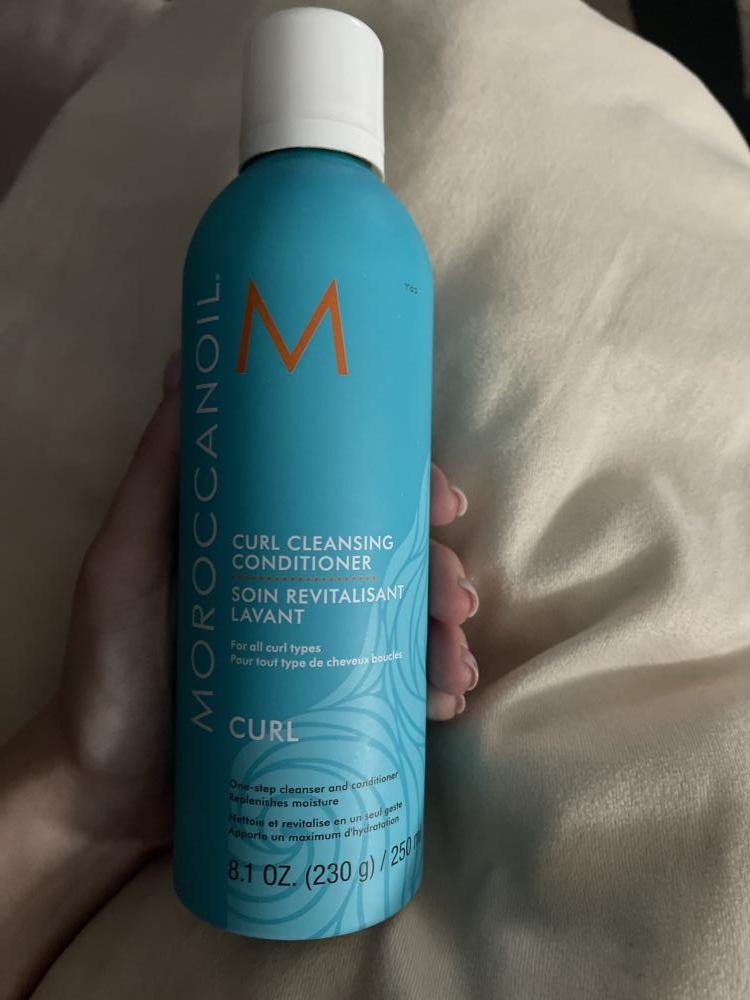 MOROCCANOIL®
M
CURL CLEANSING
CONDITIONER
SOIN REVITALISANT
LAVANT
For all curl types
Pour tout type de cheveux bouclés
CURL
One-step cleanser and conditioner
Replenishes moisture
Nettoie et revitalise en un seul geste
Apporte un maximum d'hydratation
8.1 OZ. (230 g) / 250